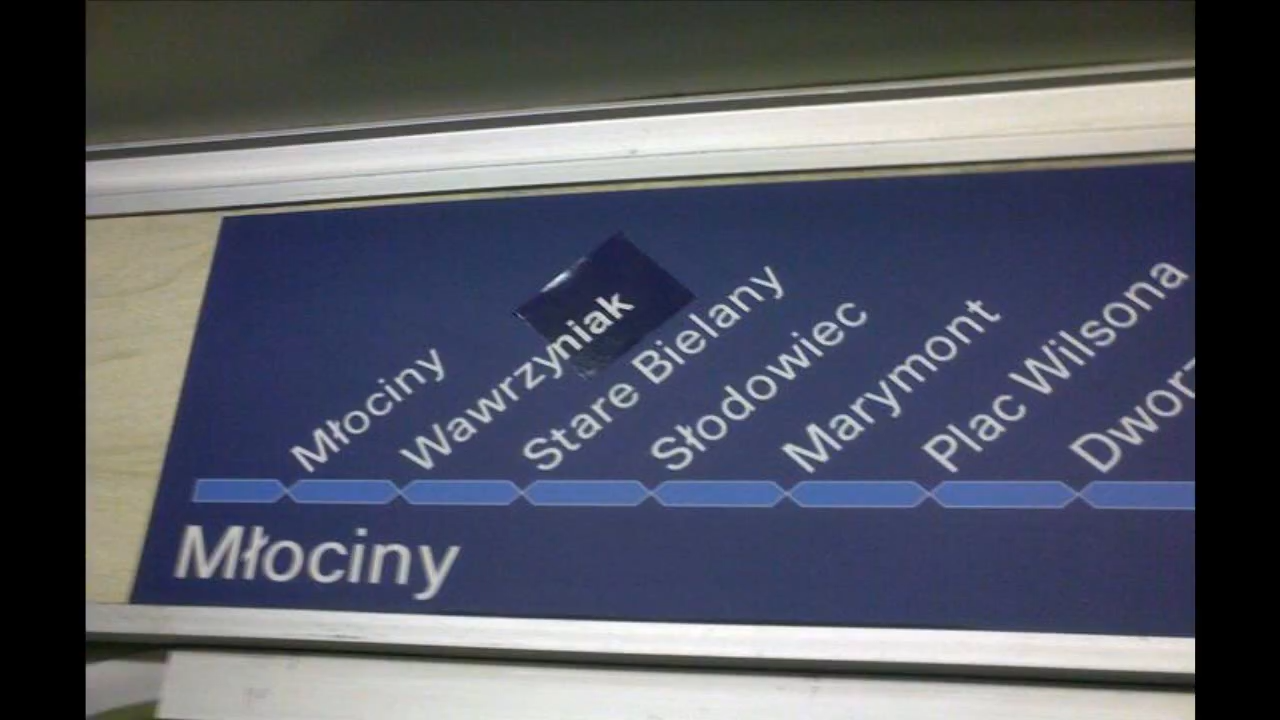 Młociny
Wawrzyniak
Stare Bielany
Słodowiec
Marymont
Plac Wilsona
Młociny